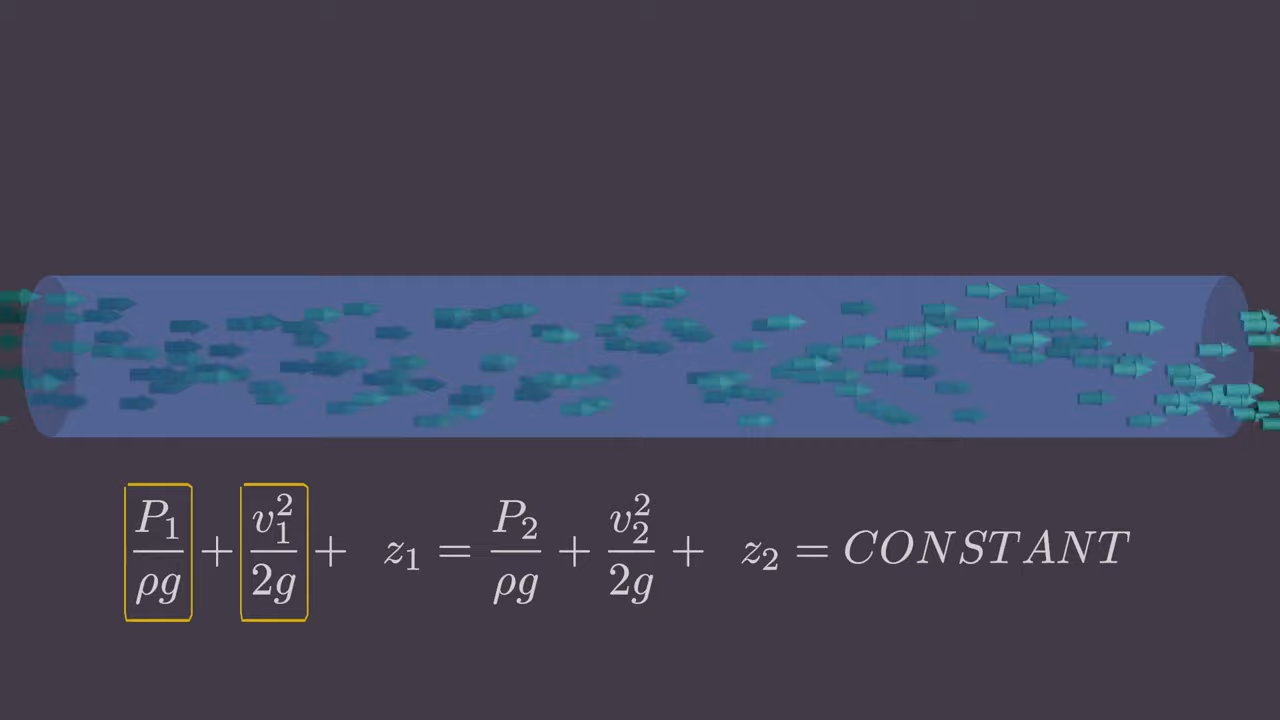 P₁/ρg + v₁²/2g + z₁ = P₂/ρg + v₂²/2g + z₂ = CONSTANT